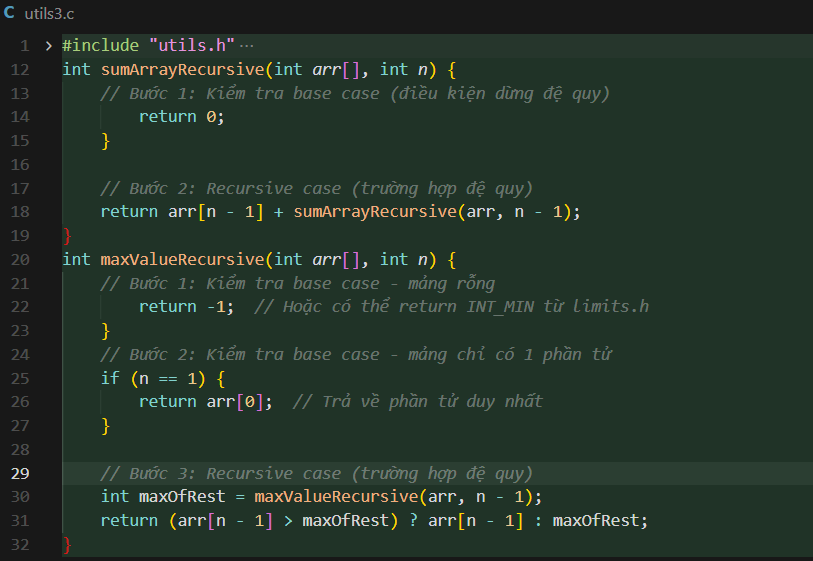 C utils3.c
1 > #include "utils.h" ...
12 int sumArrayRecursive(int arr[], int n) {
13     // Bước 1: Kiểm tra base case (điều kiện dừng đệ quy)
14         return 0;
15     }
16
17     // Bước 2: Recursive case (trường hợp đệ quy)
18     return arr[n - 1] + sumArrayRecursive(arr, n - 1);
19 }
20 int maxValueRecursive(int arr[], int n) {
21     // Bước 1: Kiểm tra base case - mảng rỗng
22         return -1;  // Hoặc có thể return INT_MIN từ limits.h
23     }
24     // Bước 2: Kiểm tra base case - mảng chỉ có 1 phần tử
25     if (n == 1) {
26         return arr[0];  // Trả về phần tử duy nhất
27     }
28
29     // Bước 3: Recursive case (trường hợp đệ quy)
30     int maxOfRest = maxValueRecursive(arr, n - 1);
31     return (arr[n - 1] > maxOfRest) ? arr[n - 1] : maxOfRest;
32 }